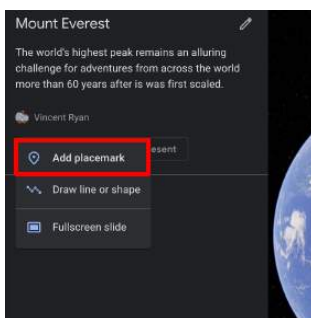 Mount Everest
The world's highest peak remains an alluring
challenge for adventures from across the world
more than 60 years after is was first scaled.
Vincent Ryan
esent
Add placemark
Draw line or shape
Fullscreen slide